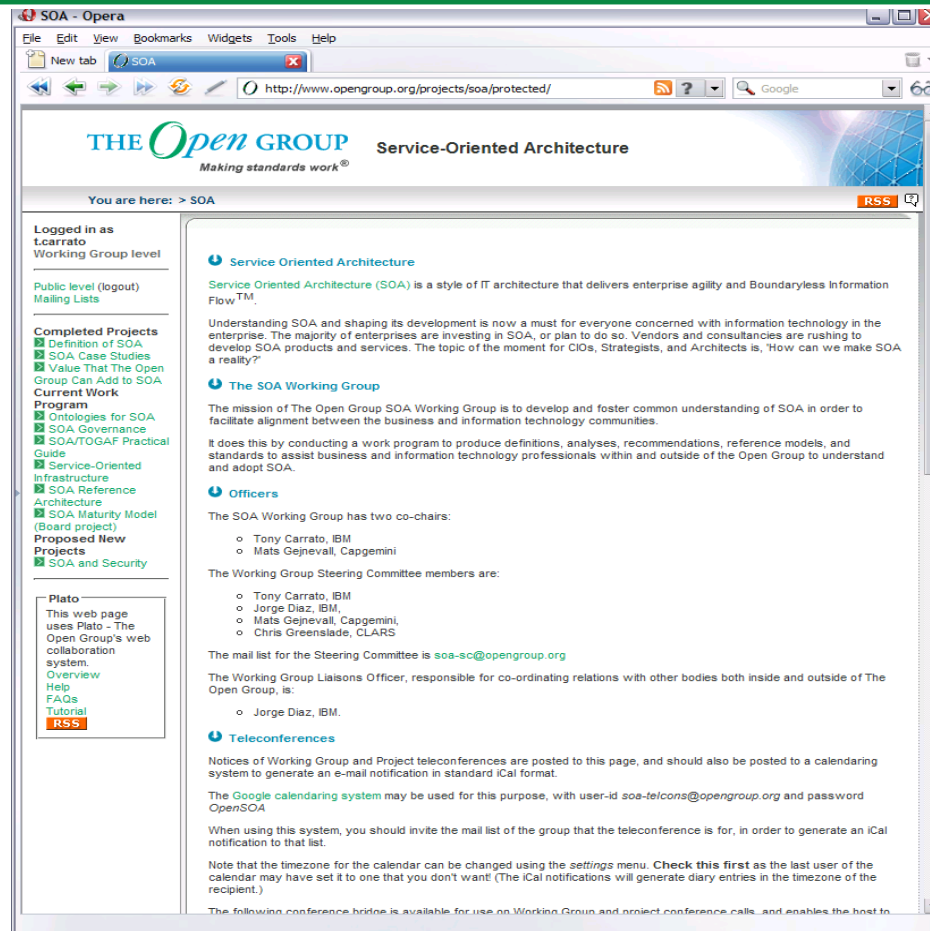 SOA - Opera
File Edit View Bookmarks Widgets Tools Help
New tab SOA
http://www.opengroup.org/projects/soa/protected/ ? Google
THE Open GROUP
Making standards work®
Service-Oriented Architecture
You are here: > SOA
RSS
Logged in as
t.carrato
Working Group level
Public level (logout)
Mailing Lists
Completed Projects
Definition of SOA
SOA Case Studies
Value That The Open
Group Can Add to SOA
Current Work
Program
Ontologies for SOA
SOA Governance
SOA/TOGAF Practical
Guide
Service-Oriented
Infrastructure
SOA Reference
Architecture
SOA Maturity Model
(Board project)
Proposed New
Projects
SOA and Security
Plato
This web page
uses Plato - The
Open Group's web
collaboration
system.
Overview
Help
FAQs
Tutorial
RSS
Service Oriented Architecture
Service Oriented Architecture (SOA) is a style of IT architecture that delivers enterprise agility and Boundaryless Information
Flow TM.
Understanding SOA and shaping its development is now a must for everyone concerned with information technology in the
enterprise. The majority of enterprises are investing in SOA, or plan to do so. Vendors and consultancies are rushing to
develop SOA products and services. The topic of the moment for CIOs, Strategists, and Architects is, 'How can we make SOA
a reality?'
The SOA Working Group
The mission of The Open Group SOA Working Group is to develop and foster common understanding of SOA in order to
facilitate alignment between the business and information technology communities.
It does this by conducting a work program to produce definitions, analyses, recommendations, reference models, and
standards to assist business and information technology professionals within and outside of the Open Group to understand
and adopt SOA.
Officers
The SOA Working Group has two co-chairs:
Tony Carrato, IBM
Mats Gejnevall, Capgemini
The Working Group Steering Committee members are:
Tony Carrato, IBM
Jorge Diaz, IBM,
Mats Gejnevall, Capgemini,
Chris Greenslade, CLARS
The mail list for the Steering Committee is soa-sc@opengroup.org
The Working Group Liaisons Officer, responsible for co-ordinating relations with other bodies both inside and outside of The
Open Group, is:
Jorge Diaz, IBM.
Teleconferences
Notices of Working Group and Project teleconferences are posted to this page, and should also be posted to a calendaring
system to generate an e-mail notification in standard iCal format.
The Google calendaring system may be used for this purpose, with user-id soa-telcons@opengroup.org and password
OpenSOA
When using this system, you should invite the mail list of the group that the teleconference is for, in order to generate an iCal
notification to that list.
Note that the timezone for the calendar can be changed using the settings menu. Check this first as the last user of the
calendar may have set it to one that you don't want! (The iCal notifications will generate diary entries in the timezone of the
recipient.)
The following conference bridge is available for use on Working Group and project conference calls, and enables the host to